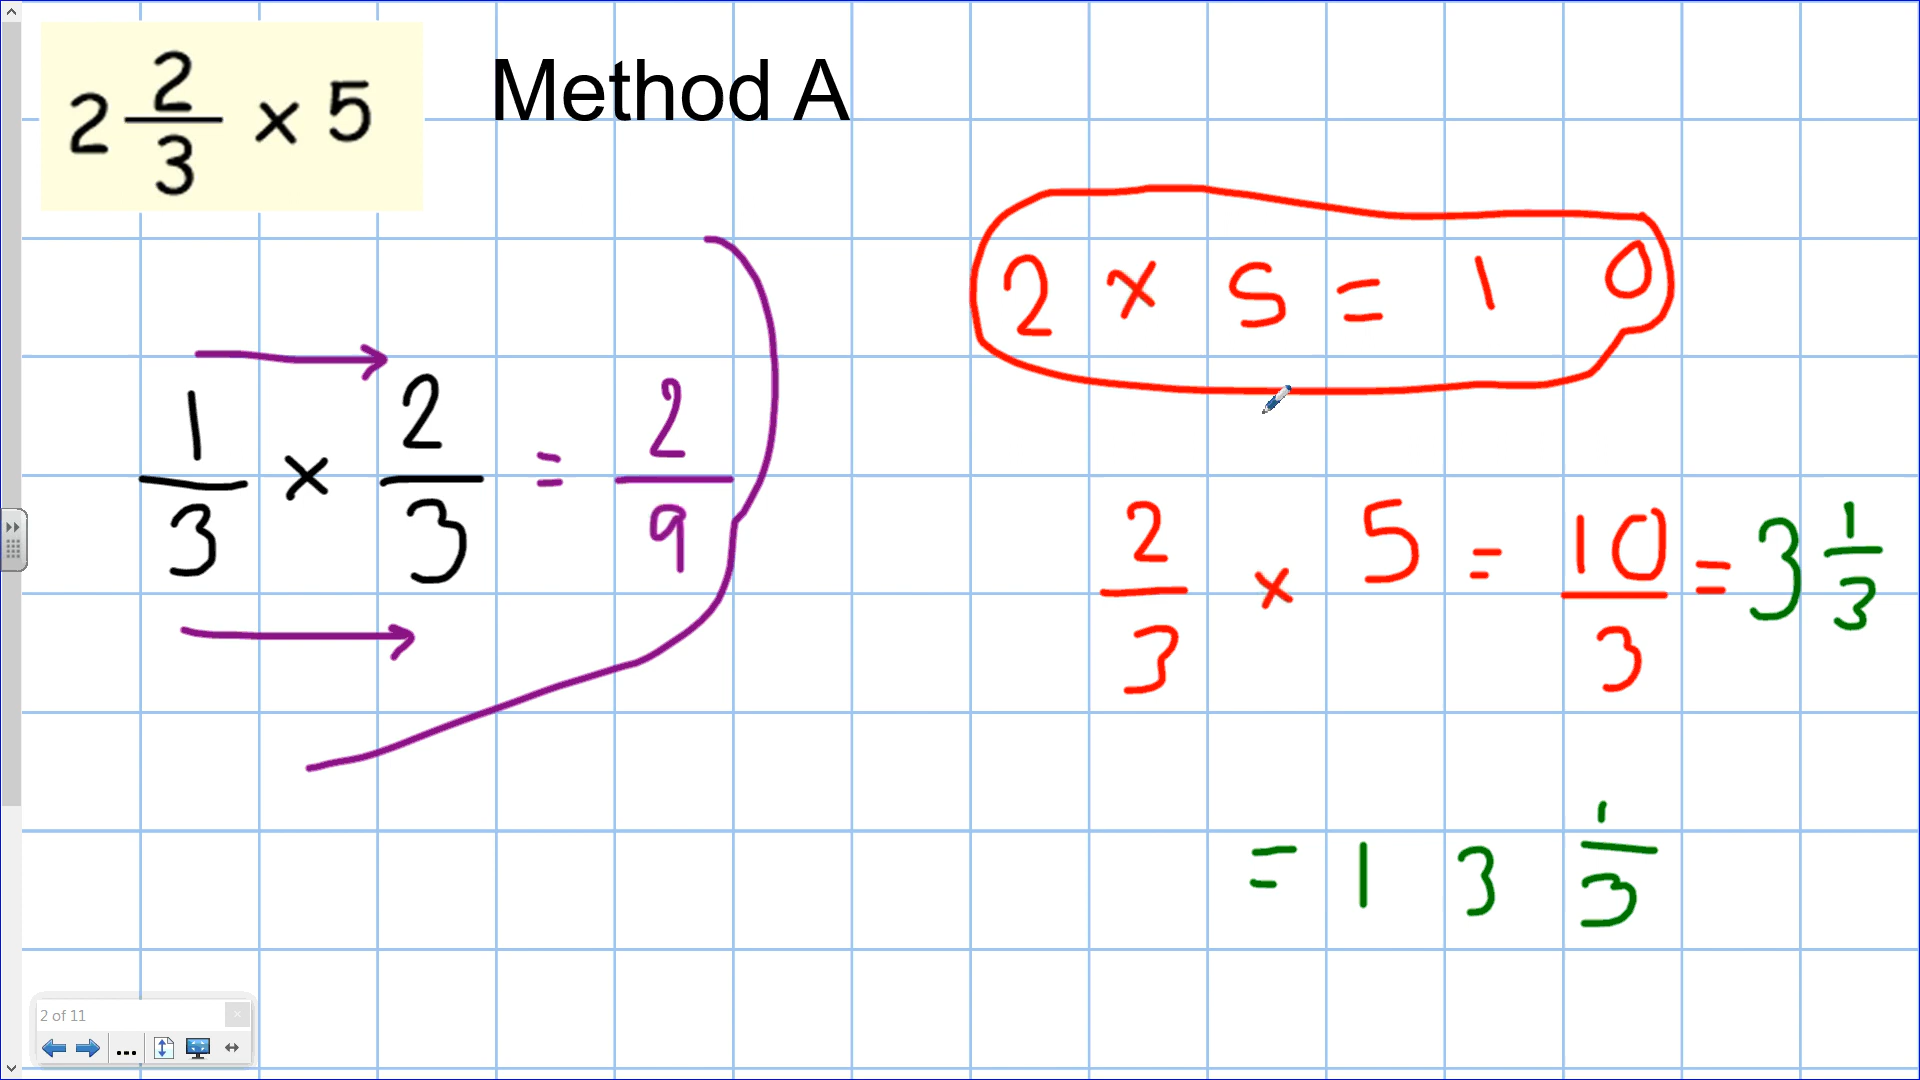 2 2/3 × 5
Method A
2 × 5 = 1 0
1/3 × 2/3 = 2/9
2/3 × 5 = 10/3 = 3 1/3
= 1 3 1/3
2 of 11
...